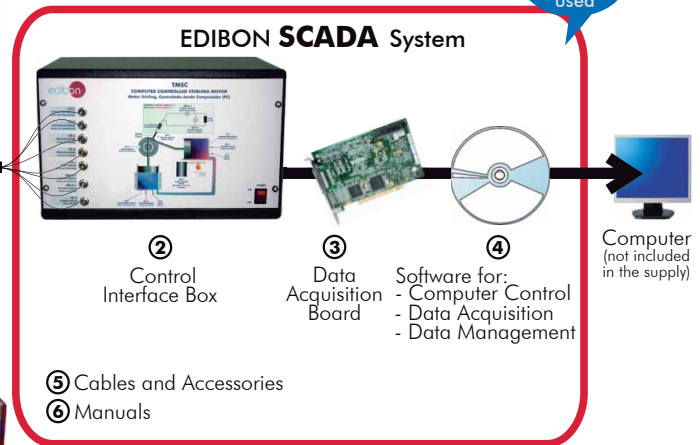 used
EDIBON SCADA System
edibon
TMSC
COMPUTER CONTROLLED STIRLING MOTOR
Motor Stirling, Controlado desde Computador (PC)
②
Control
Interface Box
③
Data
Acquisition
Board
④
Software for:
- Computer Control
- Data Acquisition
- Data Management
Computer
(not included
in the supply)
⑤ Cables and Accessories
⑥ Manuals